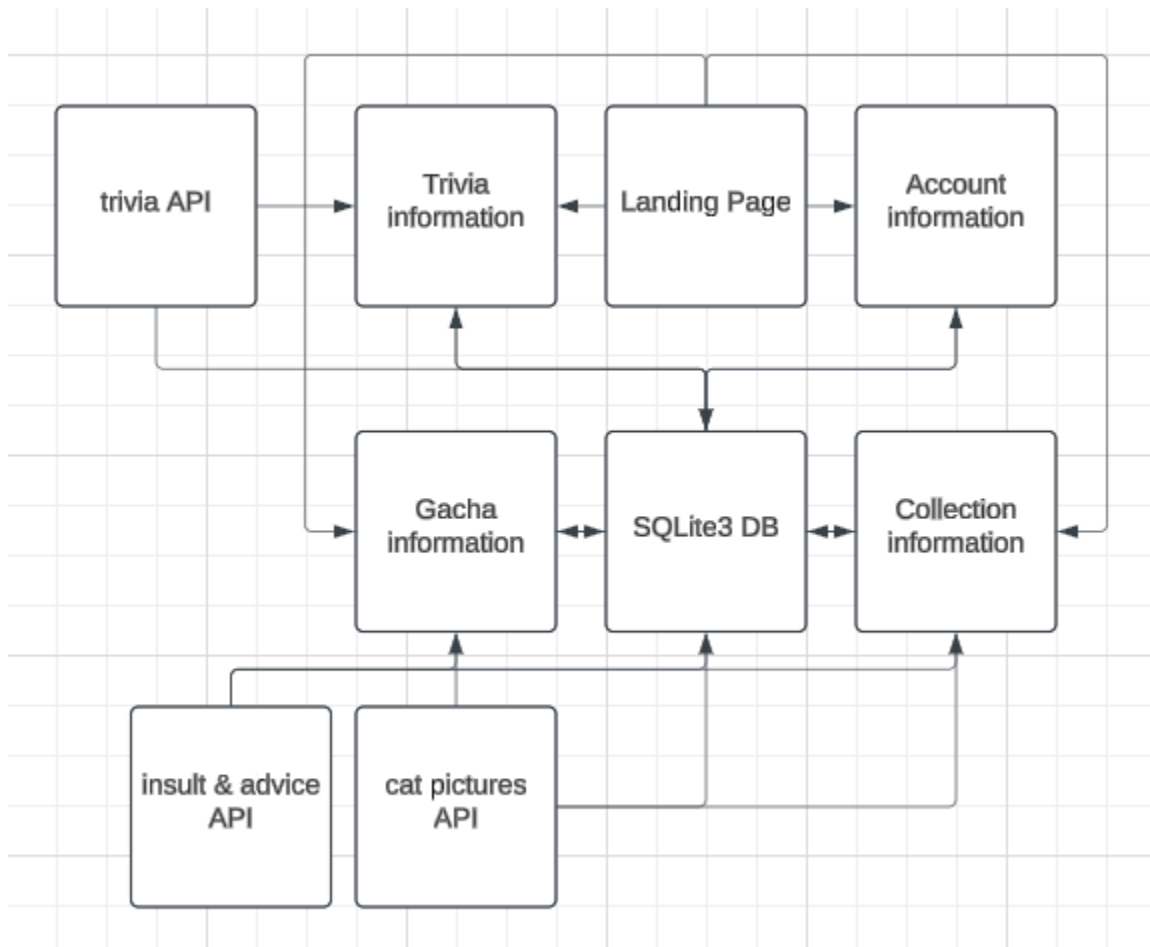 trivia API
Trivia
information
Landing Page
Account
information
Gacha
information
SQLite3 DB
Collection
information
insult & advice
API
cat pictures
API